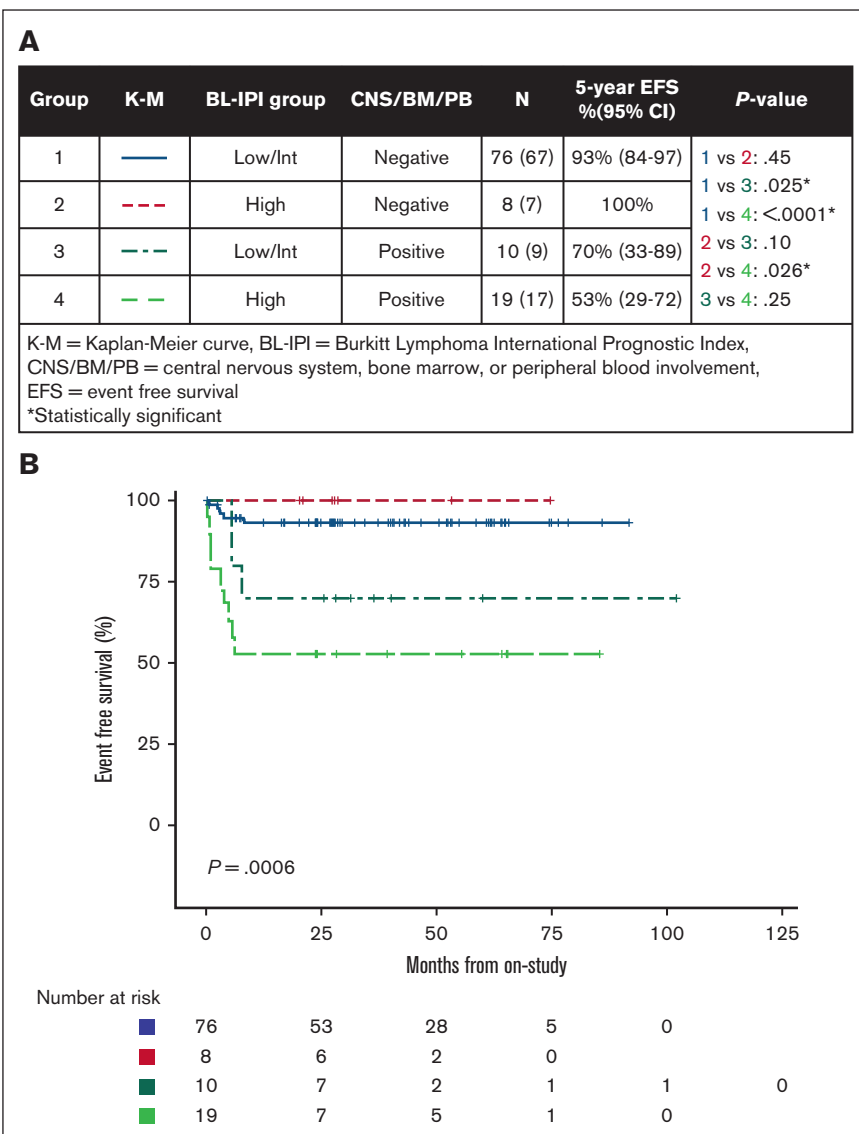 A
Group K-M BL-IPI group CNS/BM/PB N 5-year EFS %(95% CI) P-value
1 Low/Int Negative 76 (67) 93% (84-97)
2 High Negative 8 (7) 100%
3 Low/Int Positive 10 (9) 70% (33-89)
4 High Positive 19 (17) 53% (29-72)
1 vs 2: .45
1 vs 3: .025*
1 vs 4: <.0001*
2 vs 3: .10
2 vs 4: .026*
3 vs 4: .25
K-M = Kaplan-Meier curve, BL-IPI = Burkitt Lymphoma International Prognostic Index,
CNS/BM/PB = central nervous system, bone marrow, or peripheral blood involvement,
EFS = event free survival
*Statistically significant
B
Event free survival (%)
100
75
50
25
0
P = .0006
0 25 50 75 100 125
Months from on-study
Number at risk
76 53 28 5 0
8 6 2 0
10 7 2 1 1 0
19 7 5 1 0